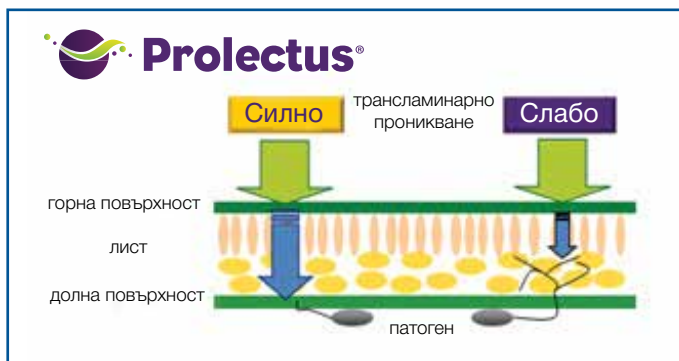 Prolectus®
Силно
трансламинарно
проникване
Слабо
горна повърхност
лист
долна повърхност
патоген